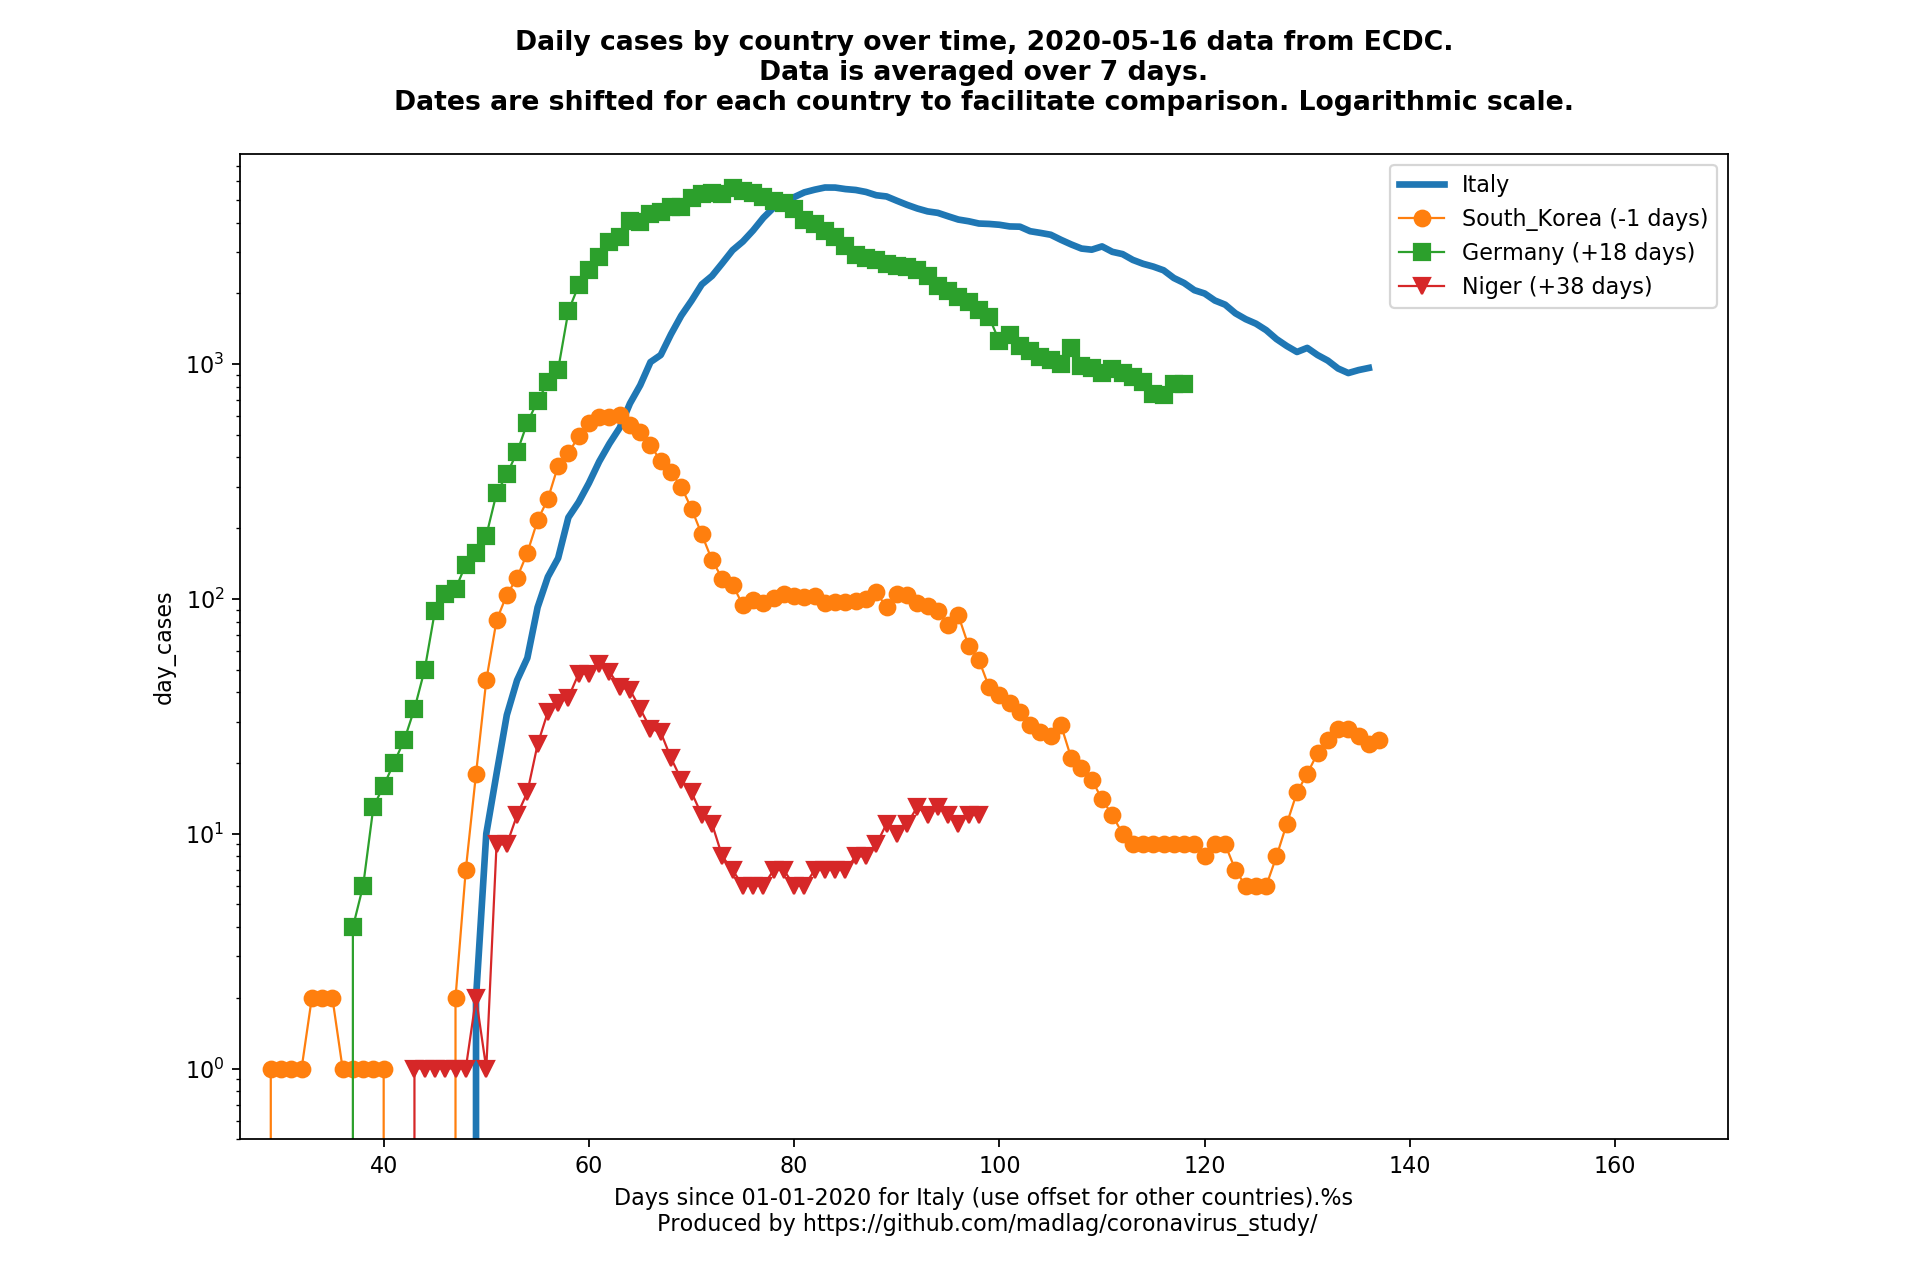 Daily cases by country over time, 2020-05-16 data from ECDC.
Data is averaged over 7 days.
Dates are shifted for each country to facilitate comparison. Logarithmic scale.
Italy
South_Korea (-1 days)
Germany (+18 days)
Niger (+38 days)
day_cases
10³
10²
10¹
10⁰
40 60 80 100 120 140 160
Days since 01-01-2020 for Italy (use offset for other countries).%s
Produced by https://github.com/madlag/coronavirus_study/